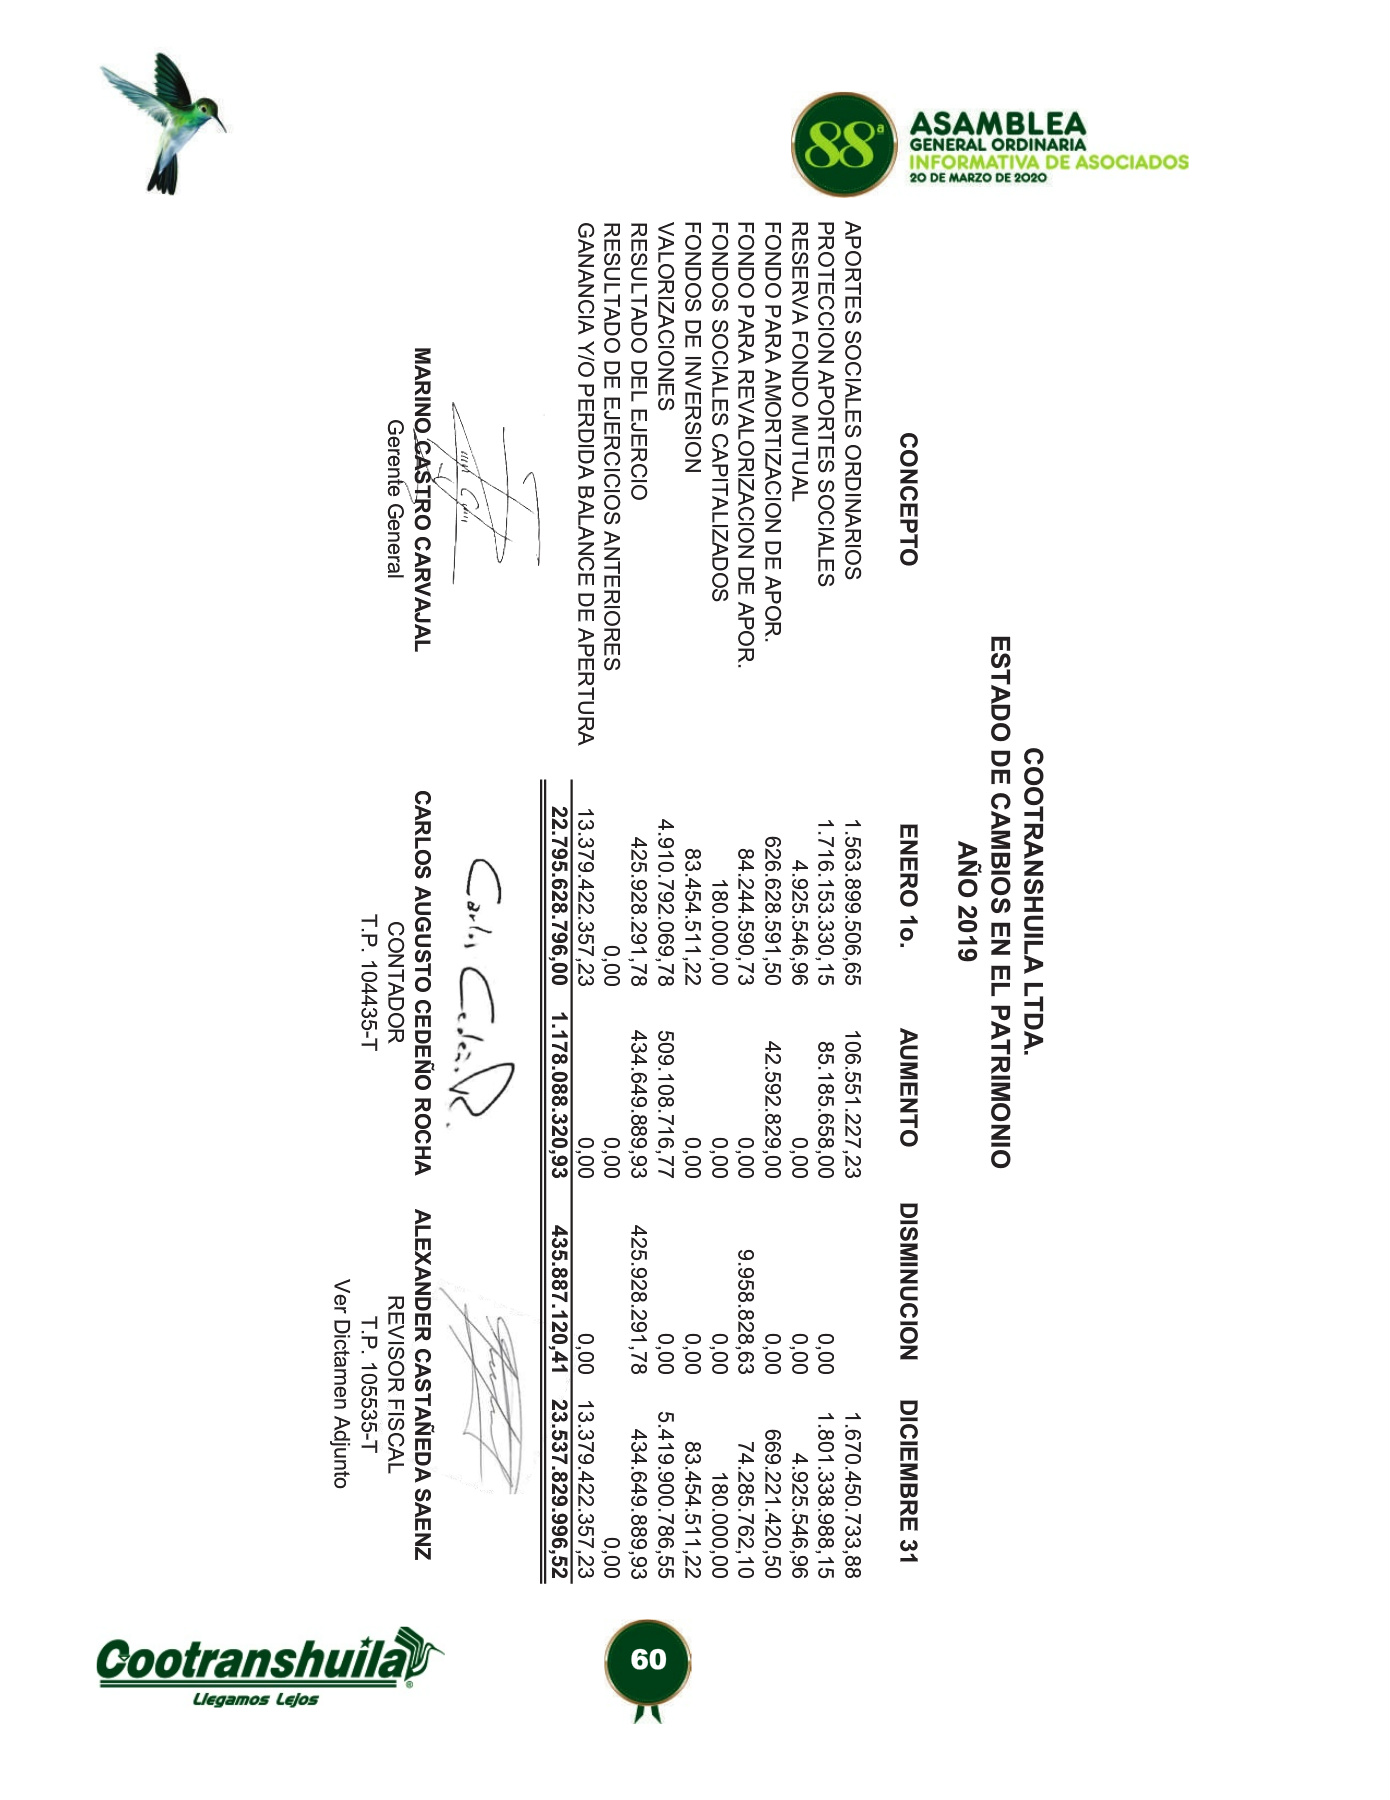 88ª
ASAMBLEA
GENERAL ORDINARIA
INFORMATIVA DE ASOCIADOS
20 DE MARZO DE 2020
COOTRANSHUILA LTDA.
ESTADO DE CAMBIOS EN EL PATRIMONIO
AÑO 2019
CONCEPTO ENERO 1o. AUMENTO DISMINUCION DICIEMBRE 31
APORTES SOCIALES ORDINARIOS 1.563.899.506,65 106.551.227,23 1.670.450.733,88
PROTECCION APORTES SOCIALES 1.716.153.330,15 85.185.658,00 0,00 1.801.338.988,15
RESERVA FONDO MUTUAL 4.925.546,96 0,00 0,00 4.925.546,96
FONDO PARA AMORTIZACION DE APOR. 626.628.591,50 42.592.829,00 0,00 669.221.420,50
FONDO PARA REVALORIZACION DE APOR. 84.244.590,73 0,00 9.958.828,63 74.285.762,10
FONDOS SOCIALES CAPITALIZADOS 180.000,00 0,00 0,00 180.000,00
FONDOS DE INVERSION 83.454.511,22 0,00 0,00 83.454.511,22
VALORIZACIONES 4.910.792.069,78 509.108.716,77 0,00 5.419.900.786,55
RESULTADO DEL EJERCIO 425.928.291,78 434.649.889,93 425.928.291,78 434.649.889,93
RESULTADO DE EJERCICIOS ANTERIORES 0,00 0,00 0,00
GANANCIA Y/O PERDIDA BALANCE DE APERTURA 13.379.422.357,23 0,00 0,00 13.379.422.357,23
22.795.628.796,00 1.178.088.320,93 435.887.120,41 23.537.829.996,52
Carlos Cedeño R.
MARINO CASTRO CARVAJAL CARLOS AUGUSTO CEDEÑO ROCHA ALEXANDER CASTAÑEDA SAENZ
Gerente General CONTADOR REVISOR FISCAL
T.P. 104435-T T.P. 105535-T
Ver Dictamen Adjunto
Cootranshuila
Llegamos Lejos
60